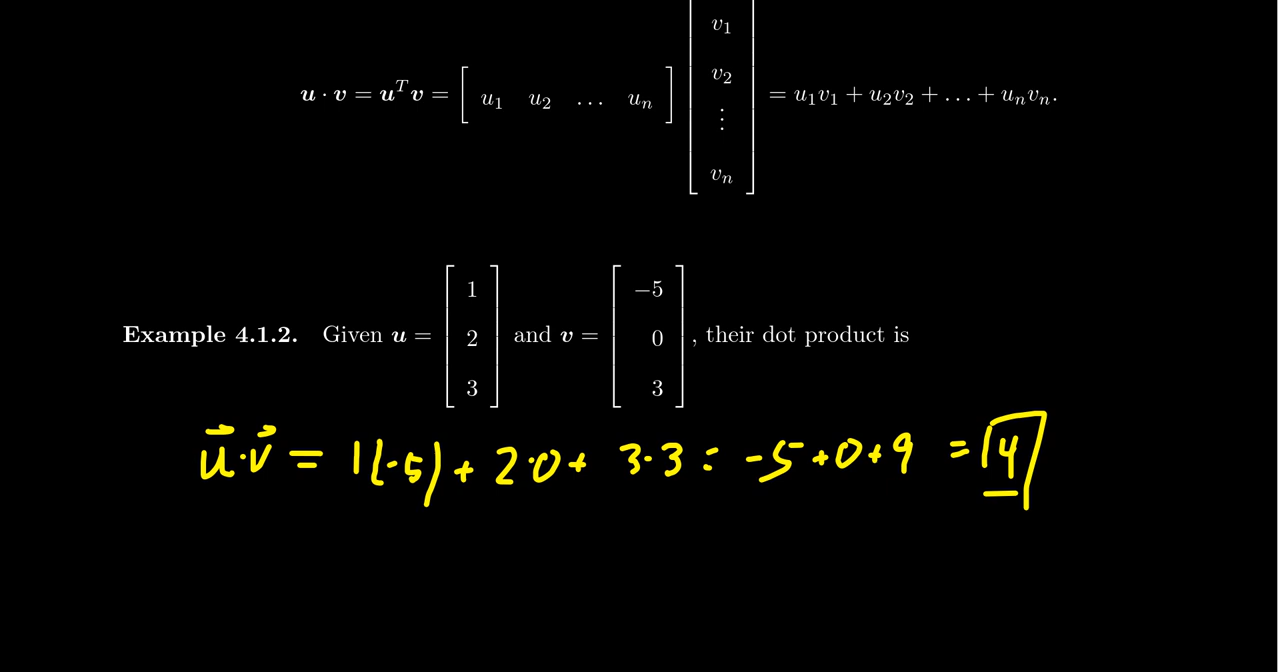 u · v = uᵀv = [ u₁ u₂ … uₙ ] [ v₁ v₂ ⋮ vₙ ] = u₁v₁ + u₂v₂ + … + uₙvₙ.
Example 4.1.2. Given u = [ 1 2 3 ] and v = [ −5 0 3 ], their dot product is
u⃗·v⃗ = 1(-5) + 2·0 + 3·3 = -5 + 0 + 9 = 4